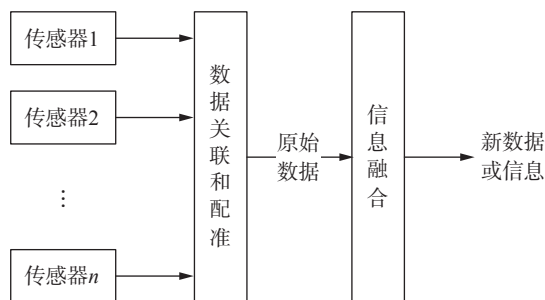 传感器1
传感器2
⋮
传感器n
数据关联和配准
原始
数据
信息融合
新数据
或信息